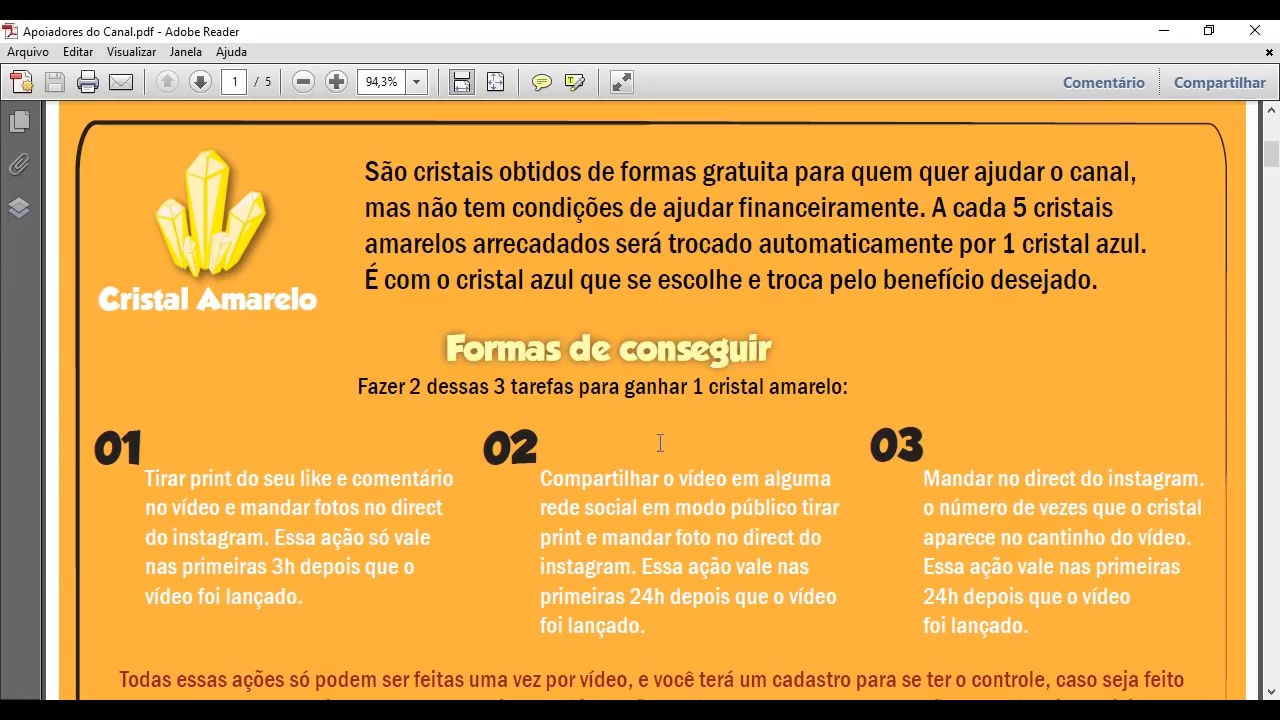 Apoiadores do Canal.pdf - Adobe Reader
Arquivo Editar Visualizar Janela Ajuda
1 / 5 94,3% Comentário Compartilhar
São cristais obtidos de formas gratuita para quem quer ajudar o canal,
mas não tem condições de ajudar financeiramente. A cada 5 cristais
amarelos arrecadados será trocado automaticamente por 1 cristal azul.
É com o cristal azul que se escolhe e troca pelo benefício desejado.
Cristal Amarelo
Formas de conseguir
Fazer 2 dessas 3 tarefas para ganhar 1 cristal amarelo:
01
Tirar print do seu like e comentário
no vídeo e mandar fotos no direct
do instagram. Essa ação só vale
nas primeiras 3h depois que o
vídeo foi lançado.
02
Compartilhar o vídeo em alguma
rede social em modo público tirar
print e mandar foto no direct do
instagram. Essa ação vale nas
primeiras 24h depois que o vídeo
foi lançado.
03
Mandar no direct do instagram.
o número de vezes que o cristal
aparece no cantinho do vídeo.
Essa ação vale nas primeiras
24h depois que o vídeo
foi lançado.
Todas essas ações só podem ser feitas uma vez por vídeo, e você terá um cadastro para se ter o controle, caso seja feito